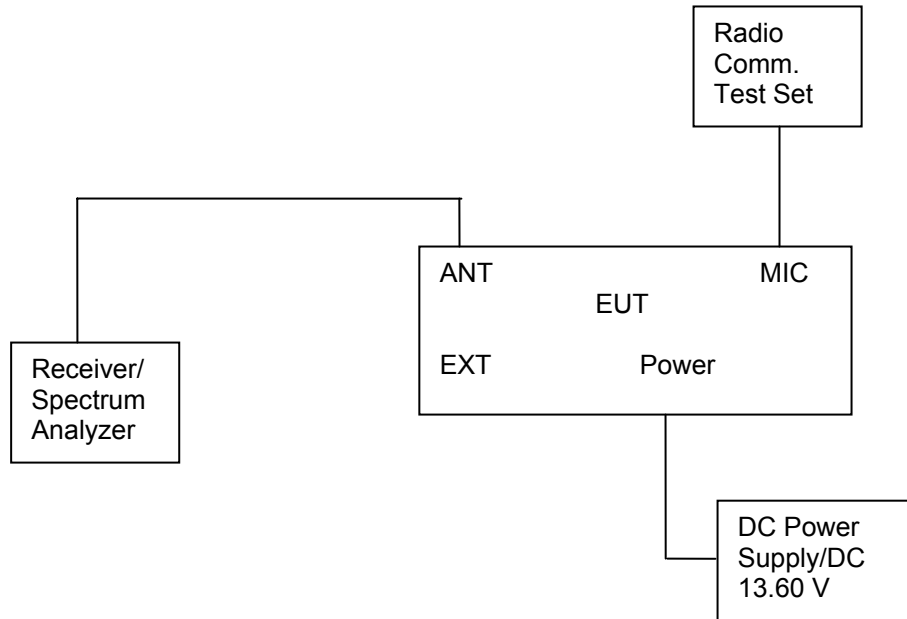 Radio
Comm.
Test Set
ANT
MIC
EUT
EXT
Power
Receiver/
Spectrum
Analyzer
DC Power
Supply/DC
13.60 V